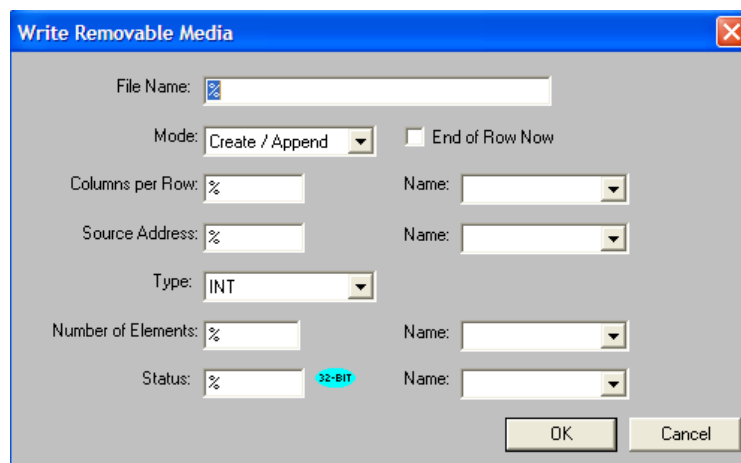 Write Removable Media
File Name: %
Mode: Create / Append End of Row Now
Columns per Row: % Name:
Source Address: % Name:
Type: INT
Number of Elements: % Name:
Status: % 32-BIT Name:
OK Cancel